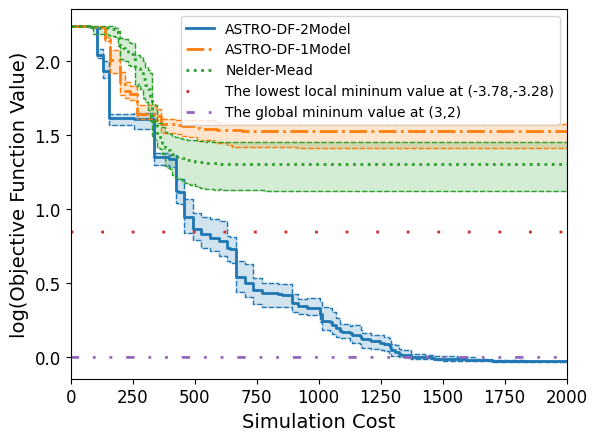 ASTRO-DF-2Model
ASTRO-DF-1Model
Nelder-Mead
The lowest local mininum value at (-3.78,-3.28)
The global mininum value at (3,2)
log(Objective Function Value)
2.0
1.5
1.0
0.5
0.0
0 250 500 750 1000 1250 1500 1750 2000
Simulation Cost